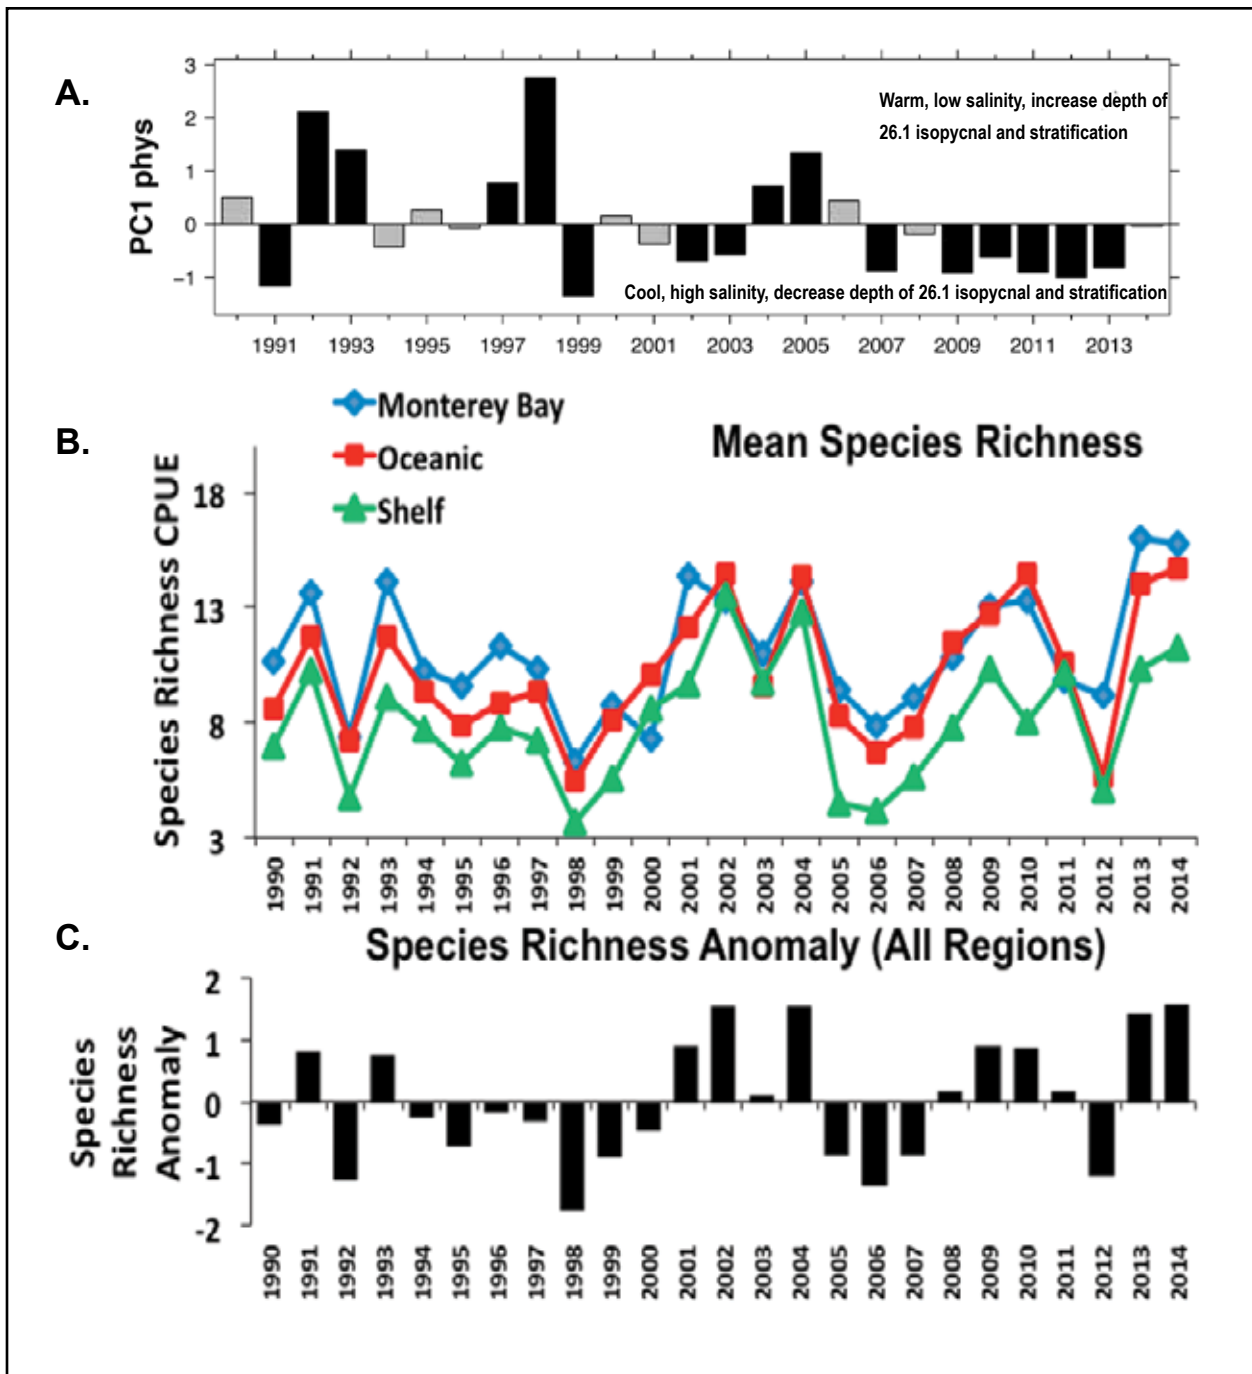 A.
PC1 phys
3
2
1
0
−1
Warm, low salinity, increase depth of
26.1 isopycnal and stratification
Cool, high salinity, decrease depth of 26.1 isopycnal and stratification
1991 1993 1995 1997 1999 2001 2003 2005 2007 2009 2011 2013
B.
Monterey Bay
Oceanic
Shelf
Mean Species Richness
Species Richness CPUE
18
13
8
3
1990 1991 1992 1993 1994 1995 1996 1997 1998 1999 2000 2001 2002 2003 2004 2005 2006 2007 2008 2009 2010 2011 2012 2013 2014
C.
Species Richness Anomaly (All Regions)
Species
Richness
Anomaly
2
1
0
-1
-2
1990 1991 1992 1993 1994 1995 1996 1997 1998 1999 2000 2001 2002 2003 2004 2005 2006 2007 2008 2009 2010 2011 2012 2013 2014